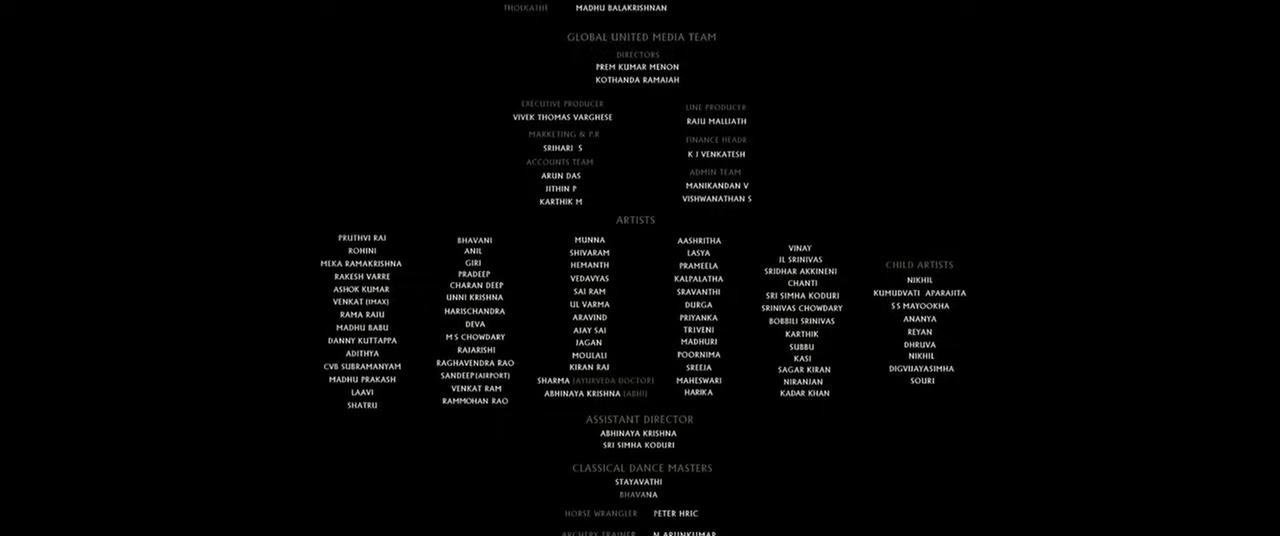 THOLKATHE MADHU BALAKRISHNAN
GLOBAL UNITED MEDIA TEAM
DIRECTORS
PREM KUMAR MENON
KOTHANDA RAMAIAH
EXECUTIVE PRODUCER
VIVEK THOMAS VARGHESE
MARKETING & P.R
SRIHARI S
ACCOUNTS TEAM
ARUN DAS
JITHIN P
KARTHIK M
LINE PRODUCER
RAJU MALLIATH
FINANCE HEADR
K J VENKATESH
ADMIN TEAM
MANIKANDAN V
VISHWANATHAN S
ARTISTS
PRUTHVI RAJ
ROHINI
MEKA RAMAKRISHNA
RAKESH VARRE
ASHOK KUMAR
VENKAT (IMAX)
RAMA RAJU
MADHU BABU
DANNY KUTTAPPA
ADITHYA
CVB SUBRAMANYAM
MADHU PRAKASH
LAAVI
SHATRU
BHAVANI
ANIL
GIRI
PRADEEP
CHARAN DEEP
UNNI KRISHNA
HARISCHANDRA
DEVA
M S CHOWDARY
RAJARISHI
RAGHAVENDRA RAO
SANDEEP (AIRPORT)
VENKAT RAM
RAMMOHAN RAO
MUNNA
SHIVARAM
HEMANTH
VEDAVYAS
SAI RAM
UL VARMA
ARAVIND
AJAY SAI
JAGAN
MOULALI
KIRAN RAJ
SHARMA (AYURVEDA DOCTOR)
ABHINAYA KRISHNA (ABHI)
AASHRITHA
LASYA
PRAMEELA
KALPALATHA
SRAVANTHI
DURGA
PRIYANKA
TRIVENI
MADHURI
POORNIMA
SREEJA
MAHESWARI
HARIKA
VINAY
JL SRINIVAS
SRIDHAR AKKINENI
CHANTI
SRI SIMHA KODURI
SRINIVAS CHOWDARY
BOBBILI SRINIVAS
KARTHIK
SUBBU
KASI
SAGAR KIRAN
NIRANJAN
KADAR KHAN
CHILD ARTISTS
NIKHIL
KUMUDVATI APARAJITA
S S MAYOOKHA
ANANYA
REYAN
DHRUVA
NIKHIL
DIGVIJAYASIMHA
SOURI
ASSISTANT DIRECTOR
ABHINAYA KRISHNA
SRI SIMHA KODURI
CLASSICAL DANCE MASTERS
STAYAVATHI
BHAVANA
HORSE WRANGLER PETER HRIC
ARCHERY TRAINER N ARUNKUMAR